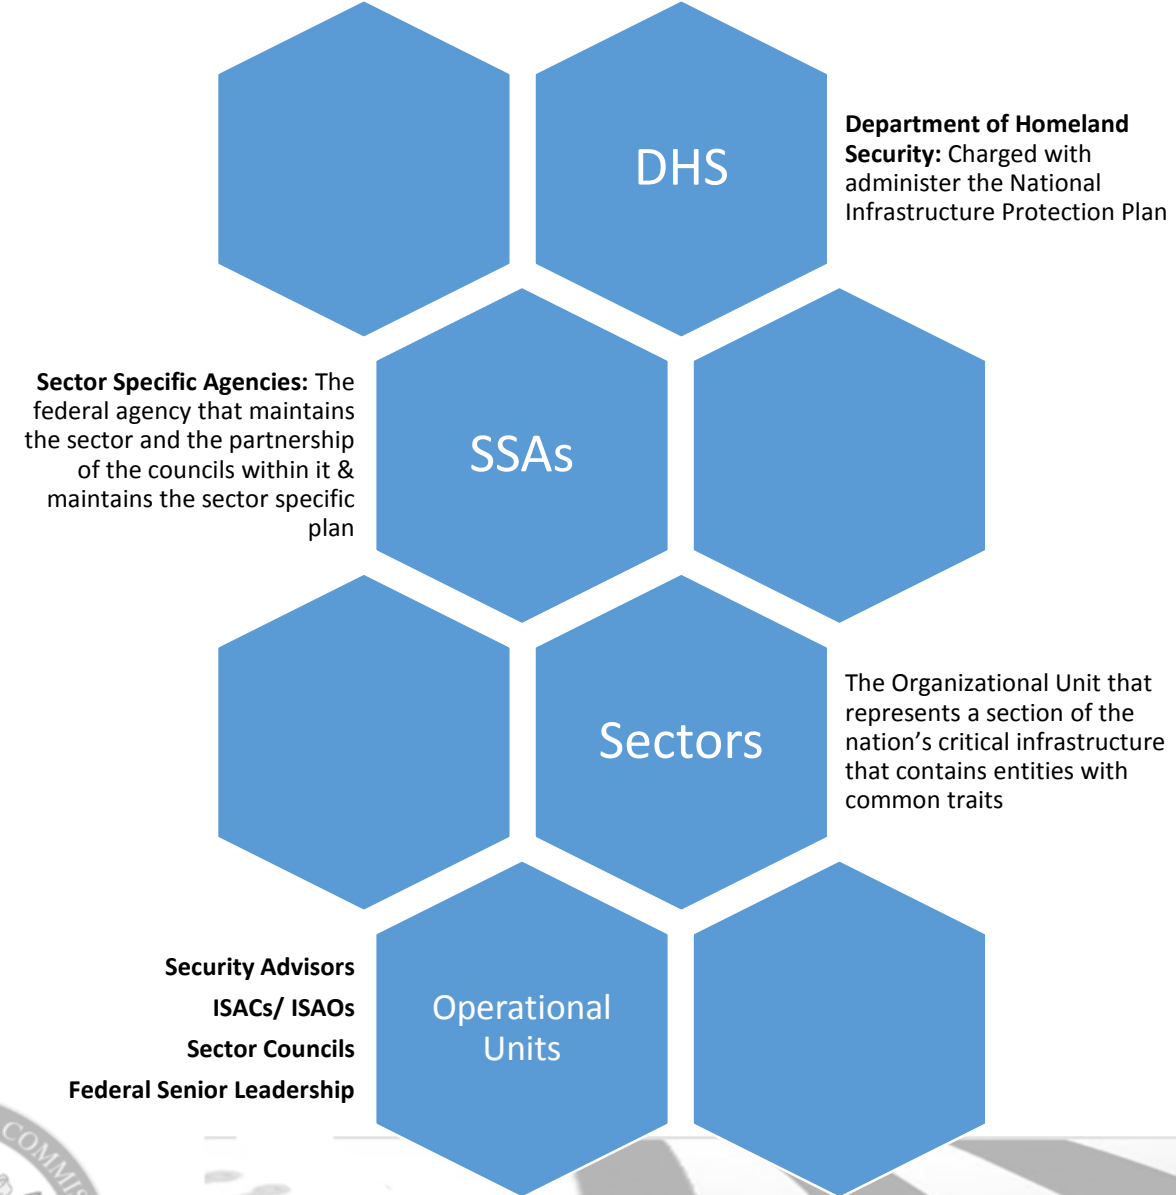 DHS
Department of Homeland
Security: Charged with
administer the National
Infrastructure Protection Plan
Sector Specific Agencies: The
federal agency that maintains
the sector and the partnership
of the councils within it &
maintains the sector specific
plan
SSAs
Sectors
The Organizational Unit that
represents a section of the
nation’s critical infrastructure
that contains entities with
common traits
Security Advisors
ISACs/ ISAOs
Sector Councils
Federal Senior Leadership
Operational
Units